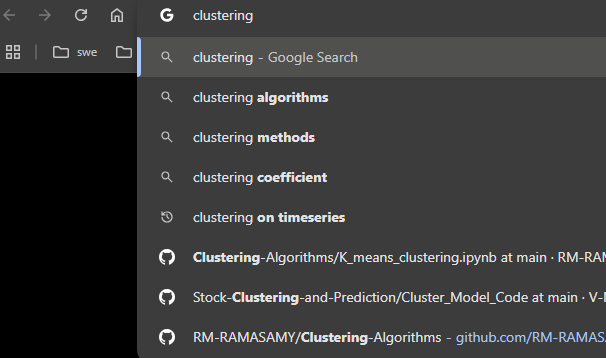 clustering
swe
clustering - Google Search
clustering algorithms
clustering methods
clustering coefficient
clustering on timeseries
Clustering-Algorithms/K_means_clustering.ipynb at main · RM-RAM
Stock-Clustering-and-Prediction/Cluster_Model_Code at main · V-
RM-RAMASAMY/Clustering-Algorithms - github.com/RM-RAMAS